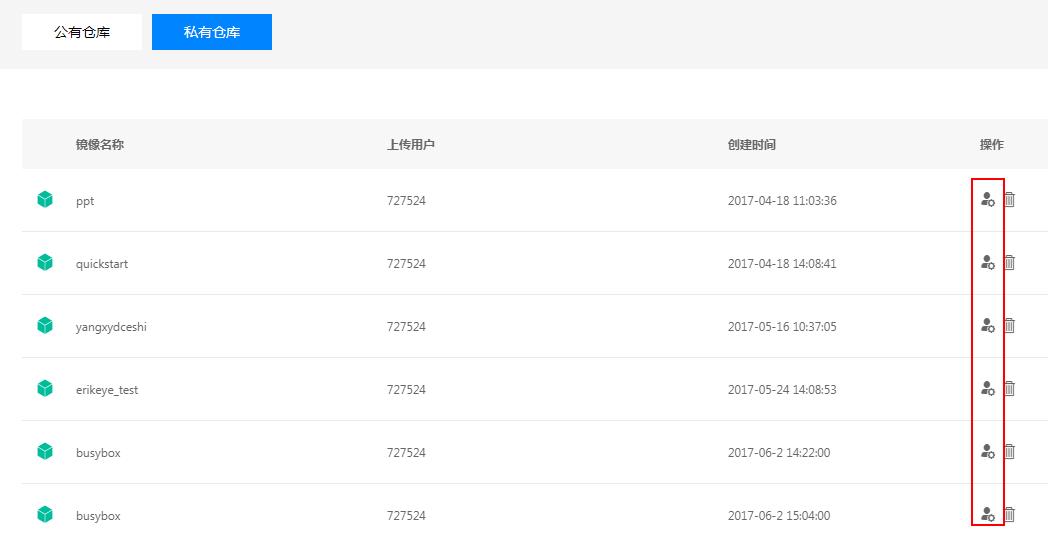 公有仓库 私有仓库
镜像名称 上传用户 创建时间 操作
ppt 727524 2017-04-18 11:03:36
quickstart 727524 2017-04-18 14:08:41
yangxydceshi 727524 2017-05-16 10:37:05
erikeye_test 727524 2017-05-24 14:08:53
busybox 727524 2017-06-2 14:22:00
busybox 727524 2017-06-2 15:04:00